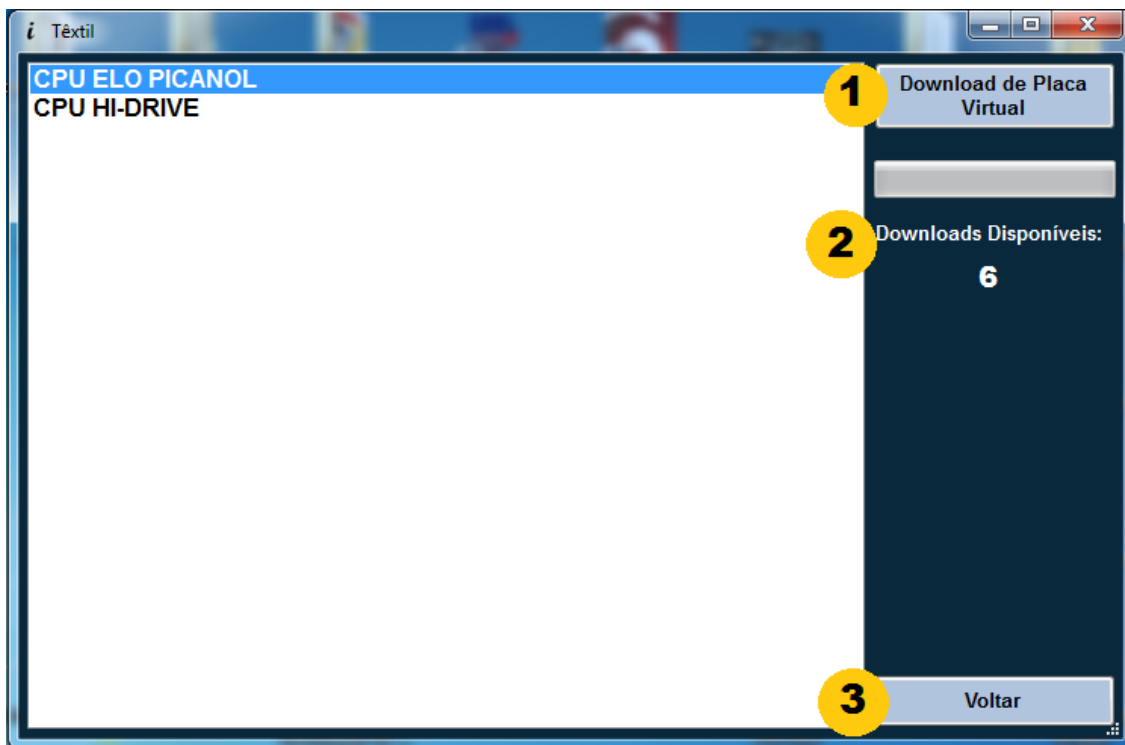 i Têxtil
CPU ELO PICANOL
CPU HI-DRIVE
1
Download de Placa
Virtual
2
Downloads Disponíveis:
6
3
Voltar